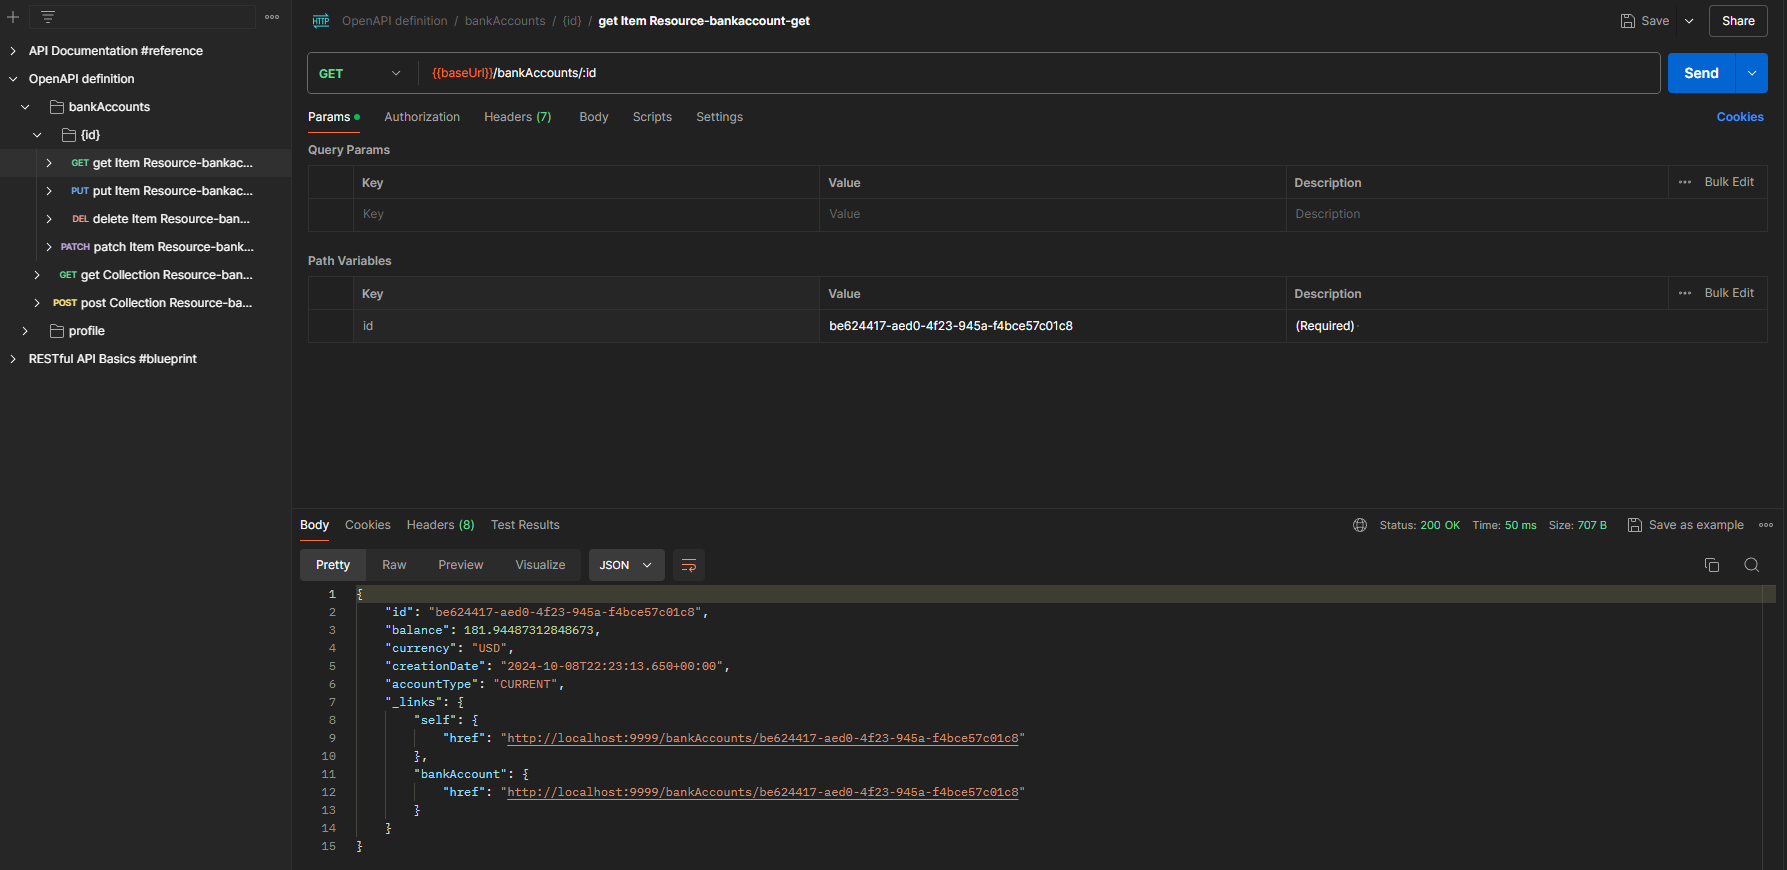 API Documentation #reference
OpenAPI definition
bankAccounts
{id}
GET get Item Resource-bankac...
PUT put Item Resource-bankac...
DEL delete Item Resource-ban...
PATCH patch Item Resource-bank...
GET get Collection Resource-ban...
POST post Collection Resource-ba...
profile
RESTful API Basics #blueprint
HTTP OpenAPI definition / bankAccounts / {id} / get Item Resource-bankaccount-get
Save Share
GET {{baseUrl}}/bankAccounts/:id Send
Params Authorization Headers (7) Body Scripts Settings Cookies
Query Params
Key Value Description Bulk Edit
Key Value Description
Path Variables
Key Value Description Bulk Edit
id be624417-aed0-4f23-945a-f4bce57c01c8 (Required)
Body Cookies Headers (8) Test Results Status: 200 OK Time: 50 ms Size: 707 B Save as example
Pretty Raw Preview Visualize JSON
1 {
2 "id": "be624417-aed0-4f23-945a-f4bce57c01c8",
3 "balance": 181.94487312848673,
4 "currency": "USD",
5 "creationDate": "2024-10-08T22:23:13.650+00:00",
6 "accountType": "CURRENT",
7 "_links": {
8 "self": {
9 "href": "http://localhost:9999/bankAccounts/be624417-aed0-4f23-945a-f4bce57c01c8"
10 },
11 "bankAccount": {
12 "href": "http://localhost:9999/bankAccounts/be624417-aed0-4f23-945a-f4bce57c01c8"
13 }
14 }
15 }